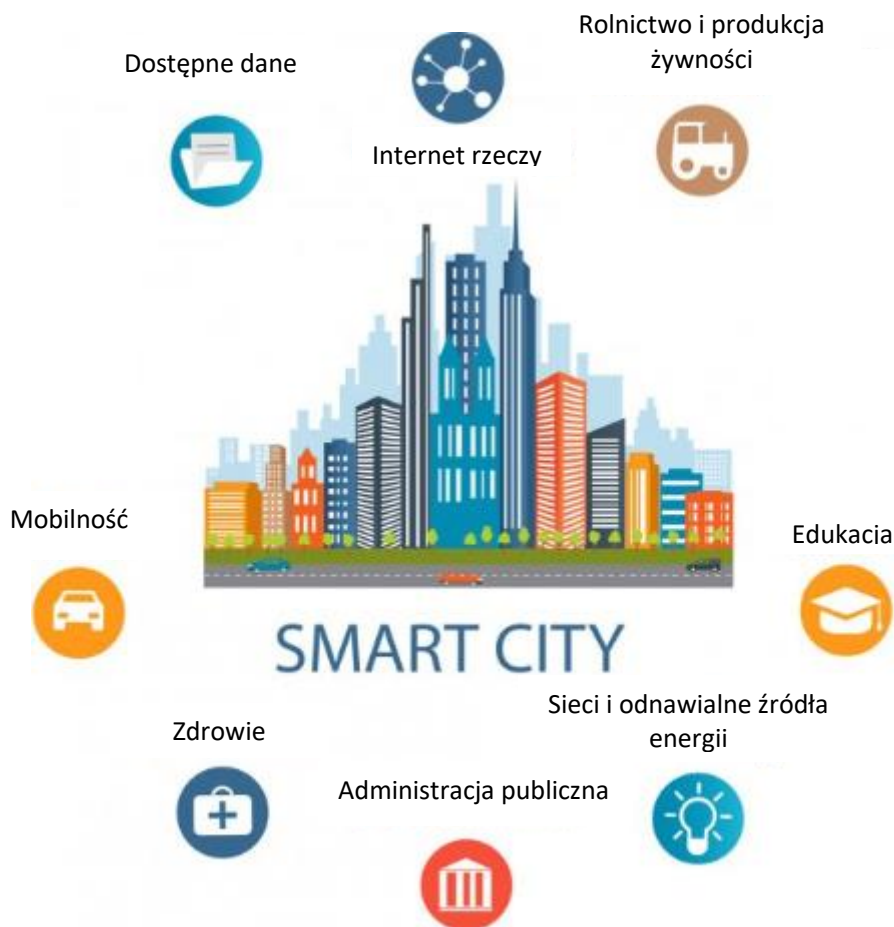 Rolnictwo i produkcja
żywności
Dostępne dane
Internet rzeczy
Mobilność
Edukacja
SMART CITY
Sieci i odnawialne źródła
energii
Zdrowie
Administracja publiczna